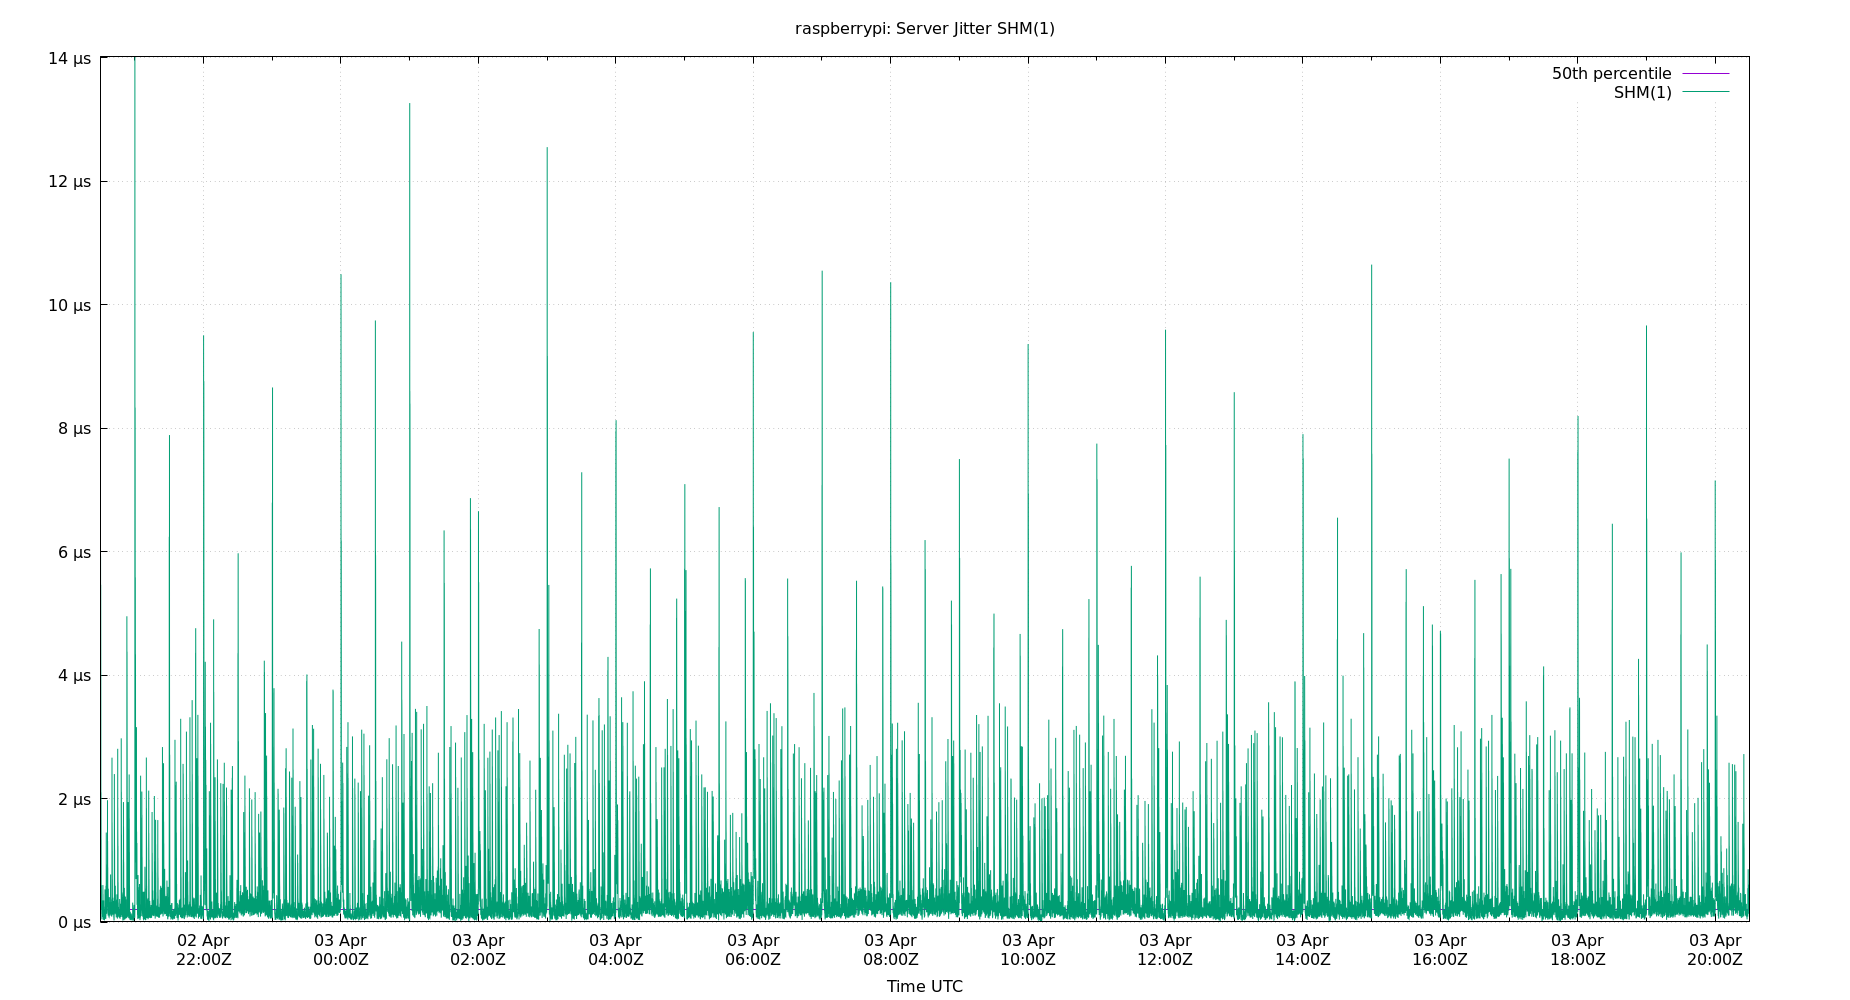 raspberrypi: Server Jitter SHM(1)
14 µs
12 µs
10 µs
8 µs
6 µs
4 µs
2 µs
0 µs
50th percentile
SHM(1)
02 Apr
22:00Z
03 Apr
00:00Z
03 Apr
02:00Z
03 Apr
04:00Z
03 Apr
06:00Z
03 Apr
08:00Z
03 Apr
10:00Z
03 Apr
12:00Z
03 Apr
14:00Z
03 Apr
16:00Z
03 Apr
18:00Z
03 Apr
20:00Z
Time UTC